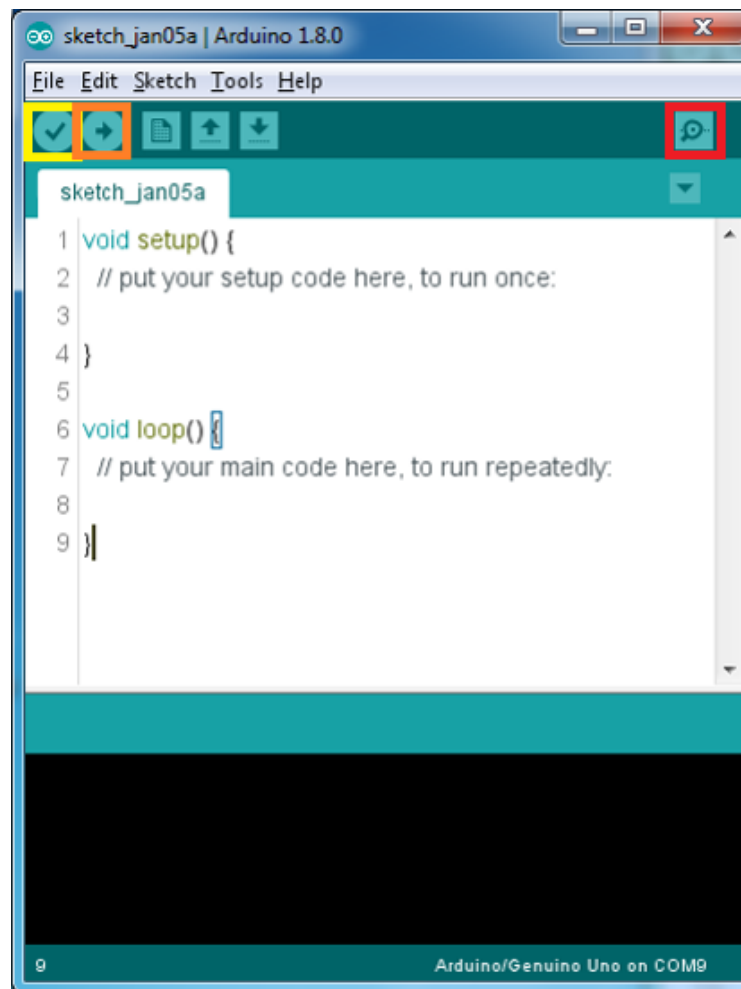 sketch_jan05a | Arduino 1.8.0
File Edit Sketch Tools Help
sketch_jan05a
1 void setup() {
2 // put your setup code here, to run once:
3
4 }
5
6 void loop() {
7 // put your main code here, to run repeatedly:
8
9 }
9 Arduino/Genuino Uno on COM9